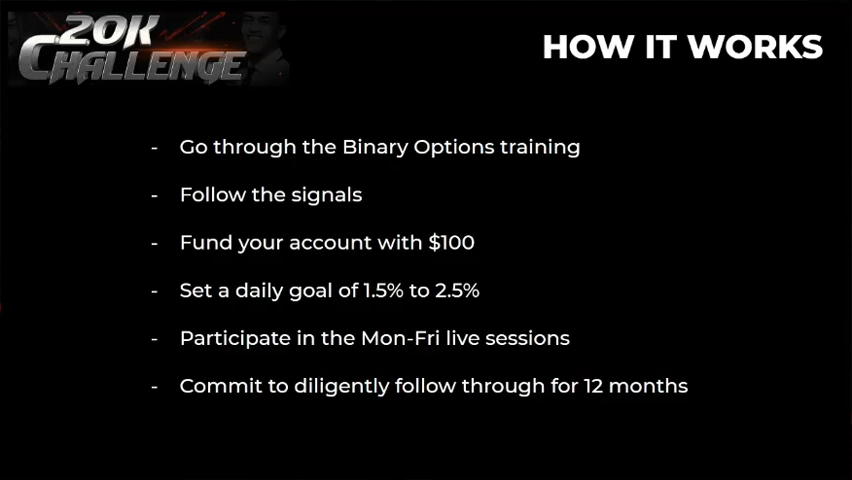 20K
CHALLENGE
HOW IT WORKS
- Go through the Binary Options training
- Follow the signals
- Fund your account with $100
- Set a daily goal of 1.5% to 2.5%
- Participate in the Mon-Fri live sessions
- Commit to diligently follow through for 12 months